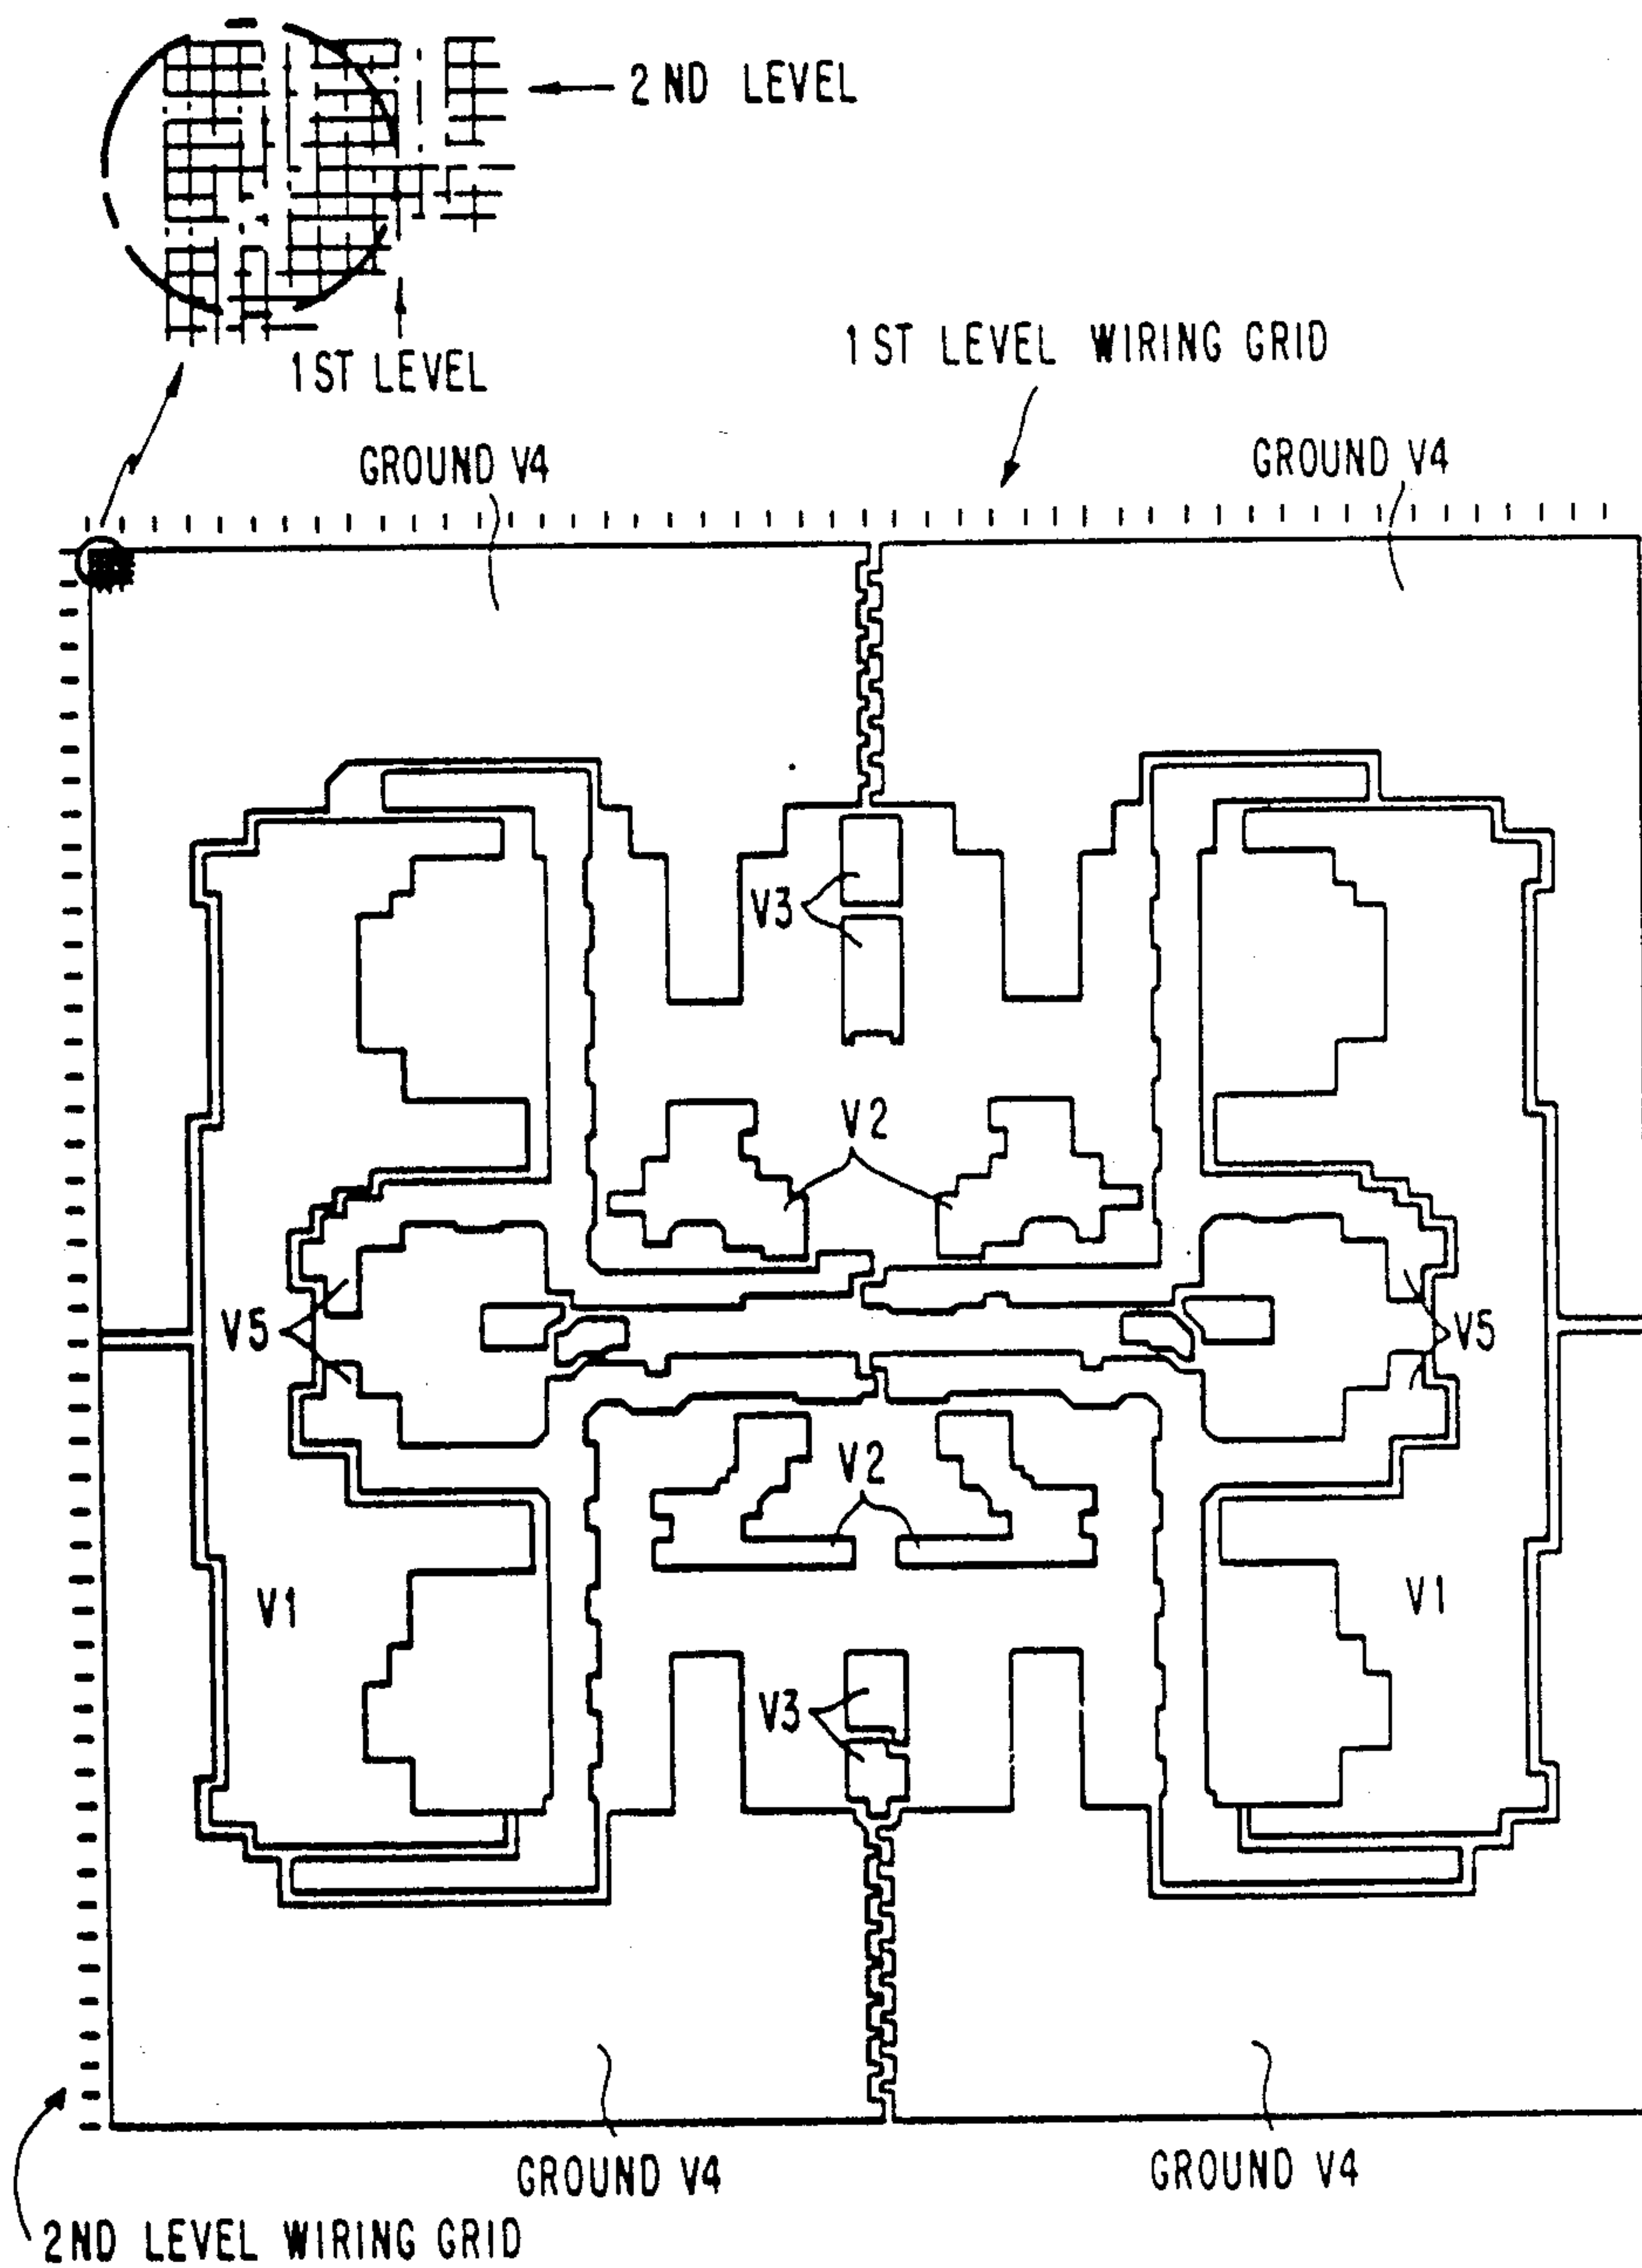 2ND LEVEL
1ST LEVEL
1ST LEVEL WIRING GRID
GROUND V4
GROUND V4
V3
V2
V5
V5
V2
V1
V1
V3
GROUND V4
GROUND V4
2ND LEVEL WIRING GRID